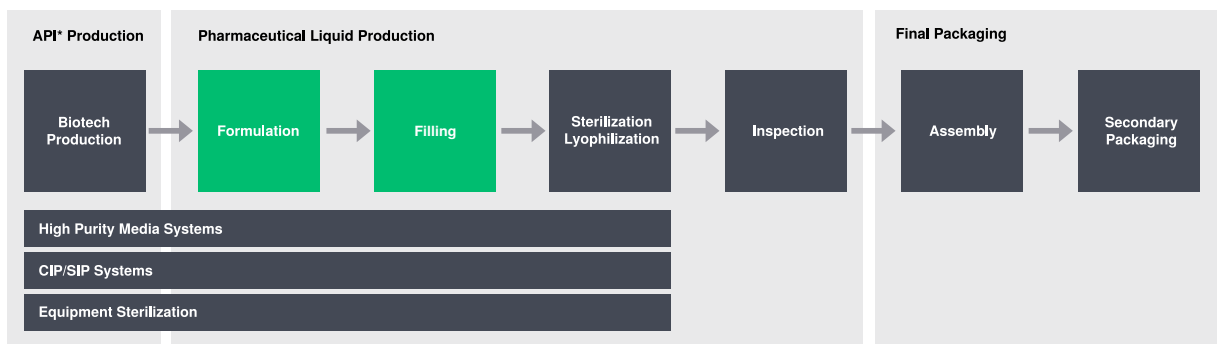 API* Production
Pharmaceutical Liquid Production
Final Packaging
Biotech
Production
Formulation
Filling
Sterilization
Lyophilization
Inspection
Assembly
Secondary
Packaging
High Purity Media Systems
CIP/SIP Systems
Equipment Sterilization